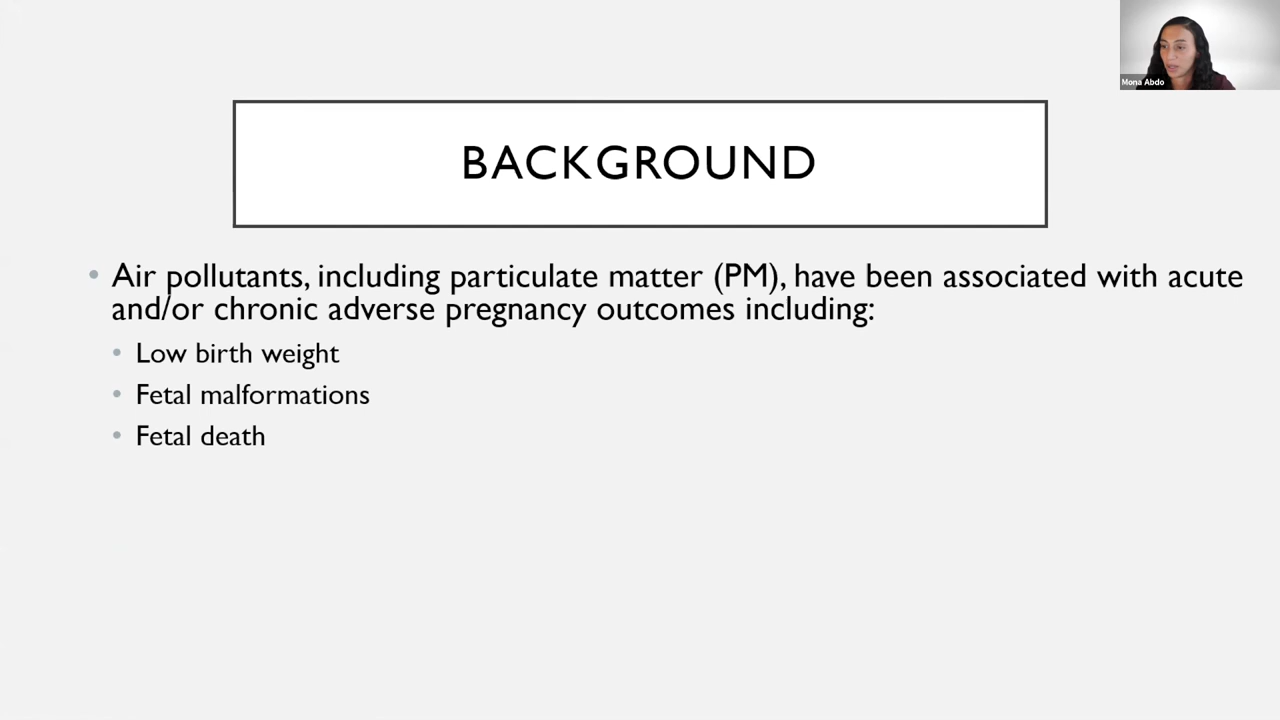 Mona Abdo
BACKGROUND
• Air pollutants, including particulate matter (PM), have been associated with acute
and/or chronic adverse pregnancy outcomes including:
• Low birth weight
• Fetal malformations
• Fetal death